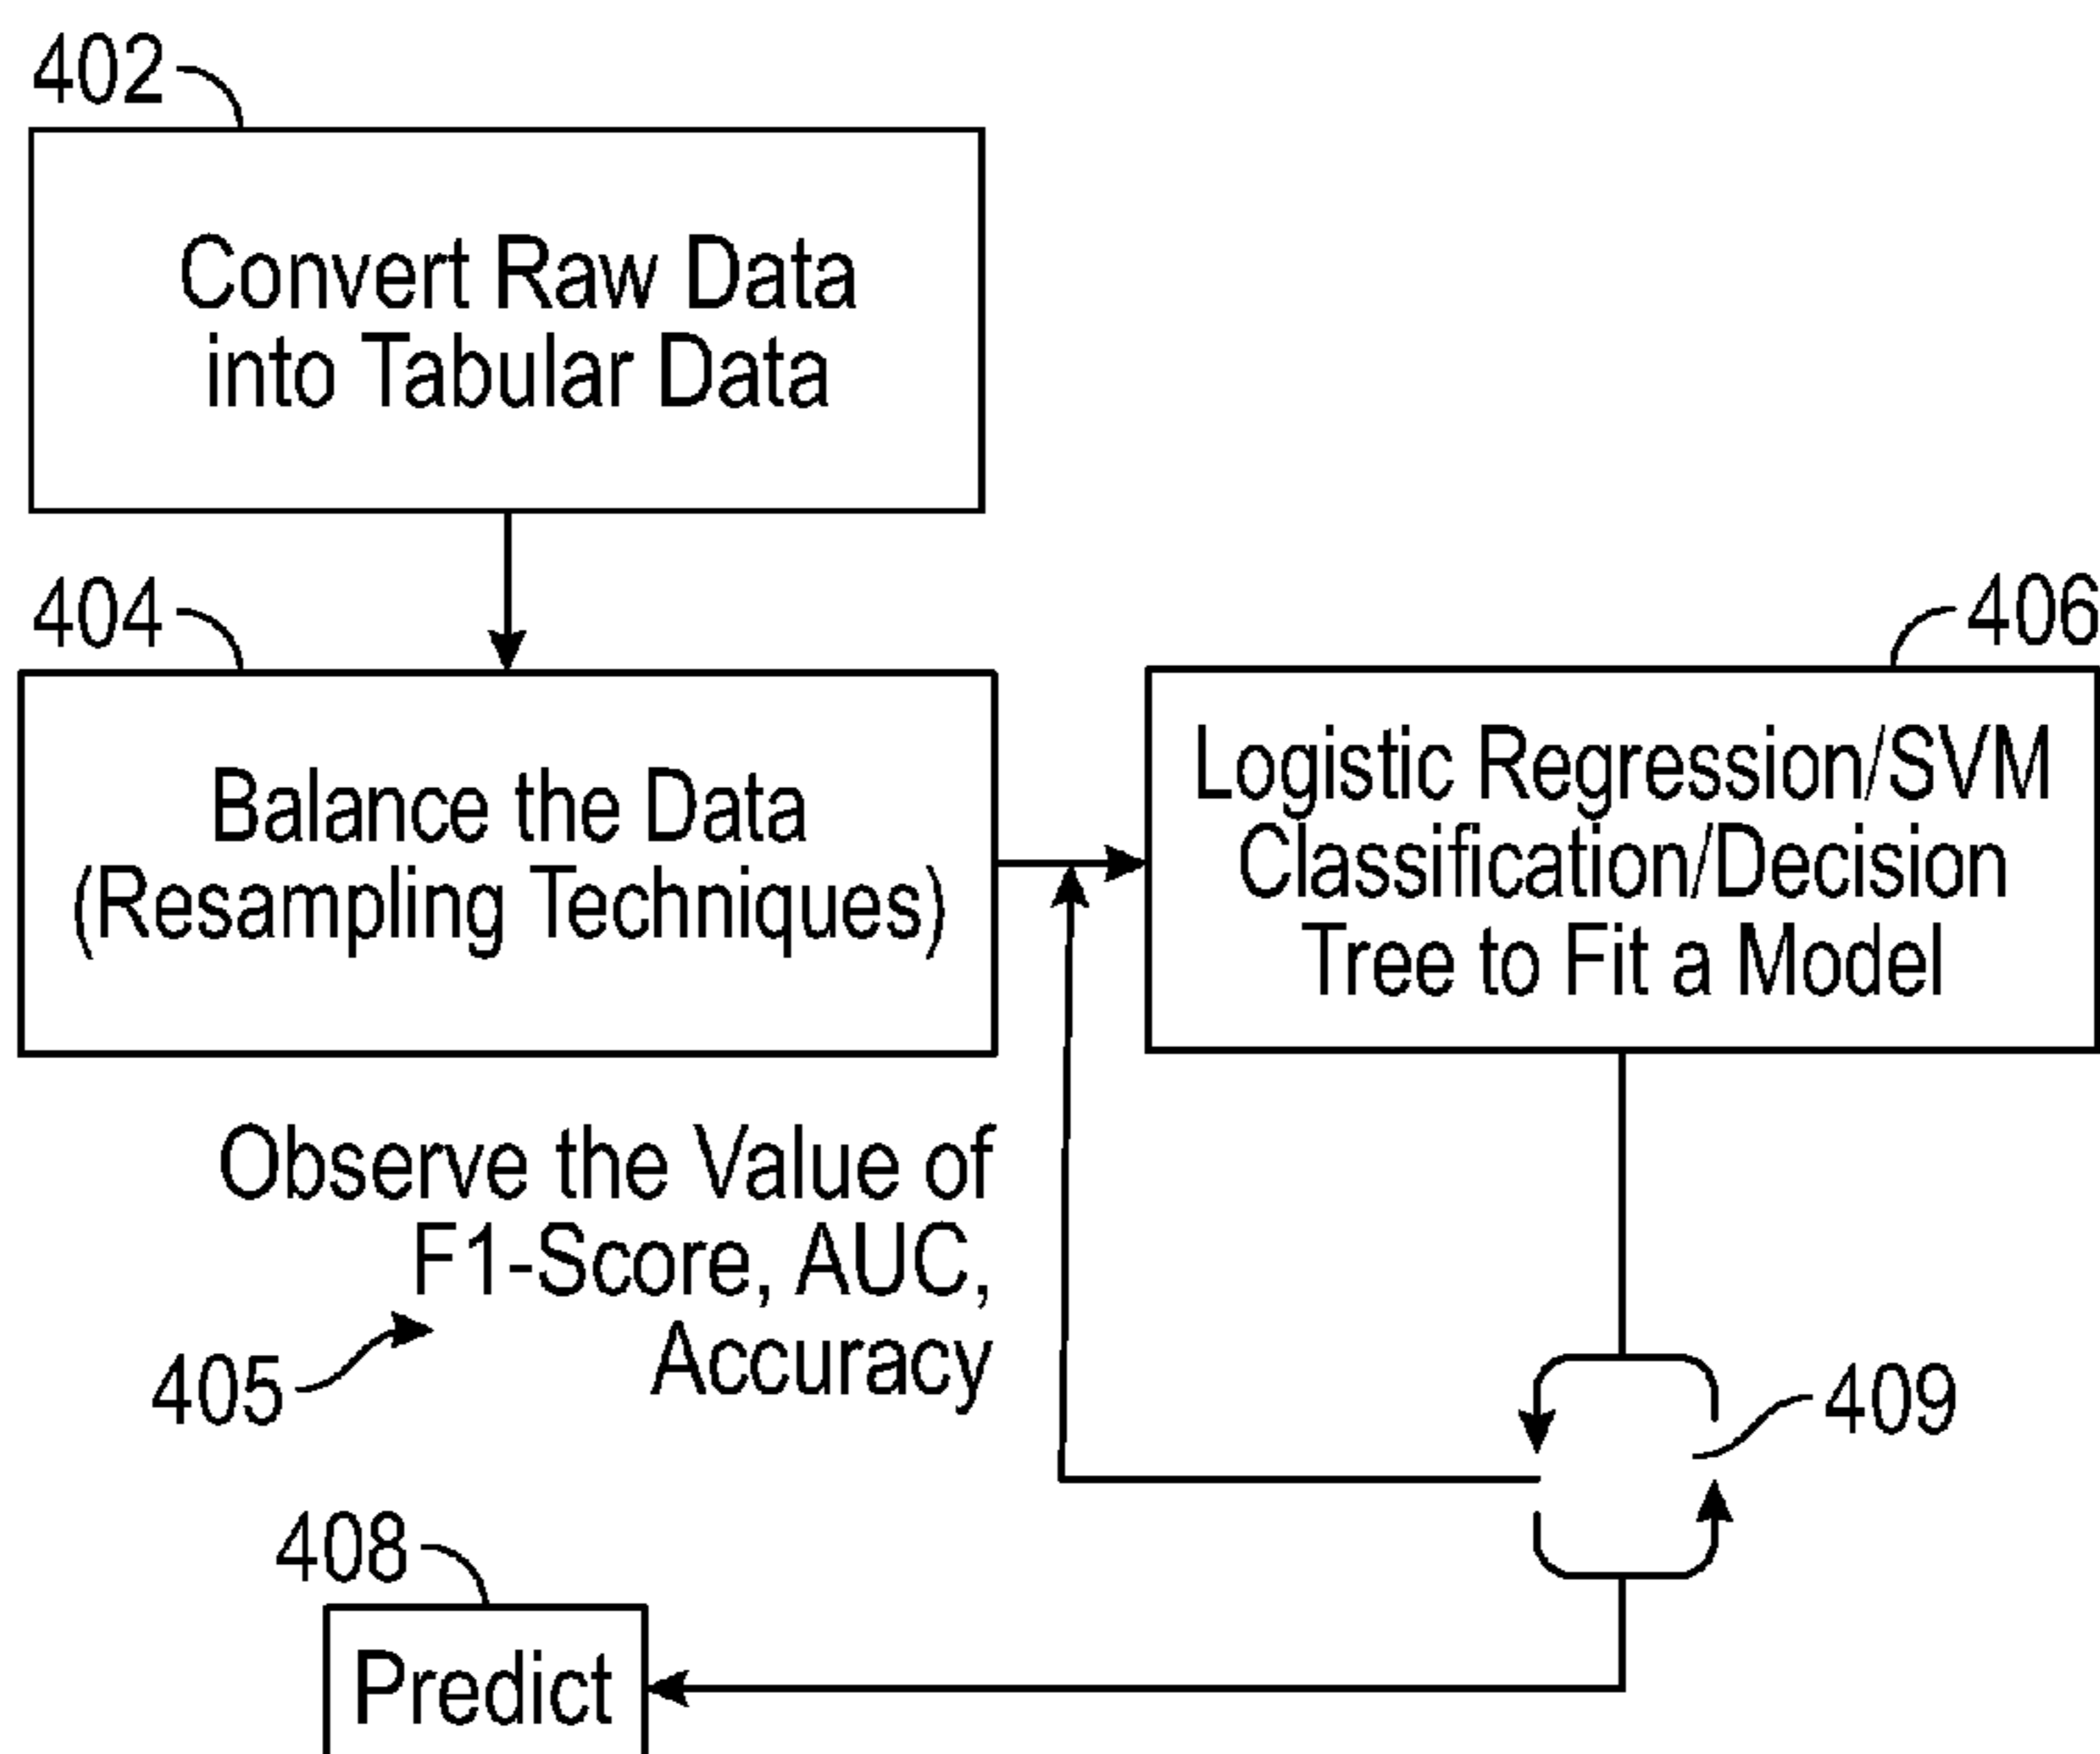 402
Convert Raw Data
into Tabular Data
404
Balance the Data
(Resampling Techniques)
406
Logistic Regression/SVM
Classification/Decision
Tree to Fit a Model
Observe the Value of
F1-Score, AUC,
Accuracy
405
409
408
Predict